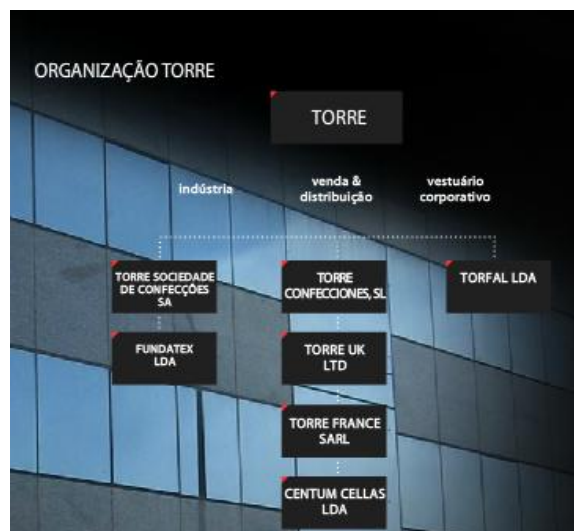 ORGANIZAÇÃO TORRE
TORRE
indústria
venda &
distribuição
vestuário
corporativo
TORRE SOCIEDADE
DE CONFECÇÕES
SA
FUNDATEX
LDA
TORRE
CONFECCIONES, SL
TORRE UK
LTD
TORRE FRANCE
SARL
CENTUM CELLAS
LDA
TORFAL LDA